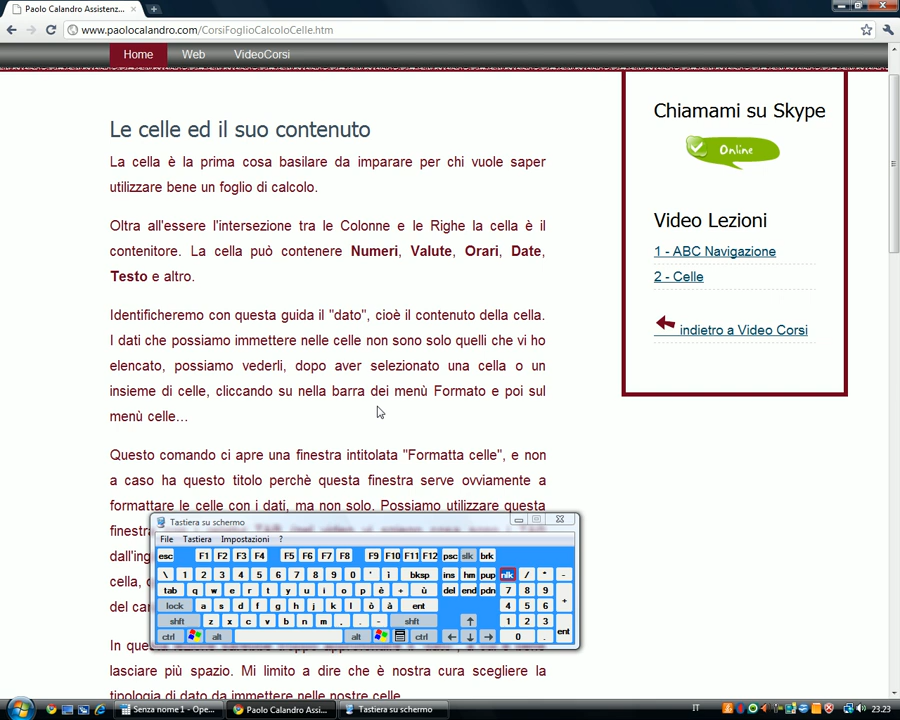 Paolo Calandro Assistenz...
www.paolocalandro.com/CorsiFoglioCalcoloCelle.htm
Home Web VideoCorsi
Le celle ed il suo contenuto
La cella è la prima cosa basilare da imparare per chi vuole saper
utilizzare bene un foglio di calcolo.
Oltra all'essere l'intersezione tra le Colonne e le Righe la cella è il
contenitore. La cella può contenere Numeri, Valute, Orari, Date,
Testo e altro.
Identificheremo con questa guida il "dato", cioè il contenuto della cella.
I dati che possiamo immettere nelle celle non sono solo quelli che vi ho
elencato, possiamo vederli, dopo aver selezionato una cella o un
insieme di celle, cliccando su nella barra dei menù Formato e poi sul
menù celle...
Questo comando ci apre una finestra intitolata "Formatta celle", e non
a caso ha questo titolo perchè questa finestra serve ovviamente a
formattare le celle con i dati, ma non solo. Possiamo utilizzare questa
finestra
dall'ing
cella, 
del ca
In que
lasciare più spazio. Mi limito a dire che è nostra cura scegliere la
tipologia di dato da immettere nelle nostre celle.
Chiamami su Skype
Online
Video Lezioni
1 - ABC Navigazione
2 - Celle
indietro a Video Corsi
Tastiera su schermo
File Tastiera Impostazioni ?
esc F1 F2 F3 F4 F5 F6 F7 F8 F9 F10 F11 F12 psc slk brk
\ 1 2 3 4 5 6 7 8 9 0 ' ì bksp ins hm pup nlk / * -
tab q w e r t y u i o p è + ù del end pdn 7 8 9 +
lock a s d f g h j k l ò à ent 4 5 6
shft z x c v b n m , . - shft ↑ 1 2 3 ent
ctrl alt alt ctrl ← ↓ → 0 .
Senza nome 1 - Ope...
Paolo Calandro Assi...
Tastiera su schermo
IT
23.23